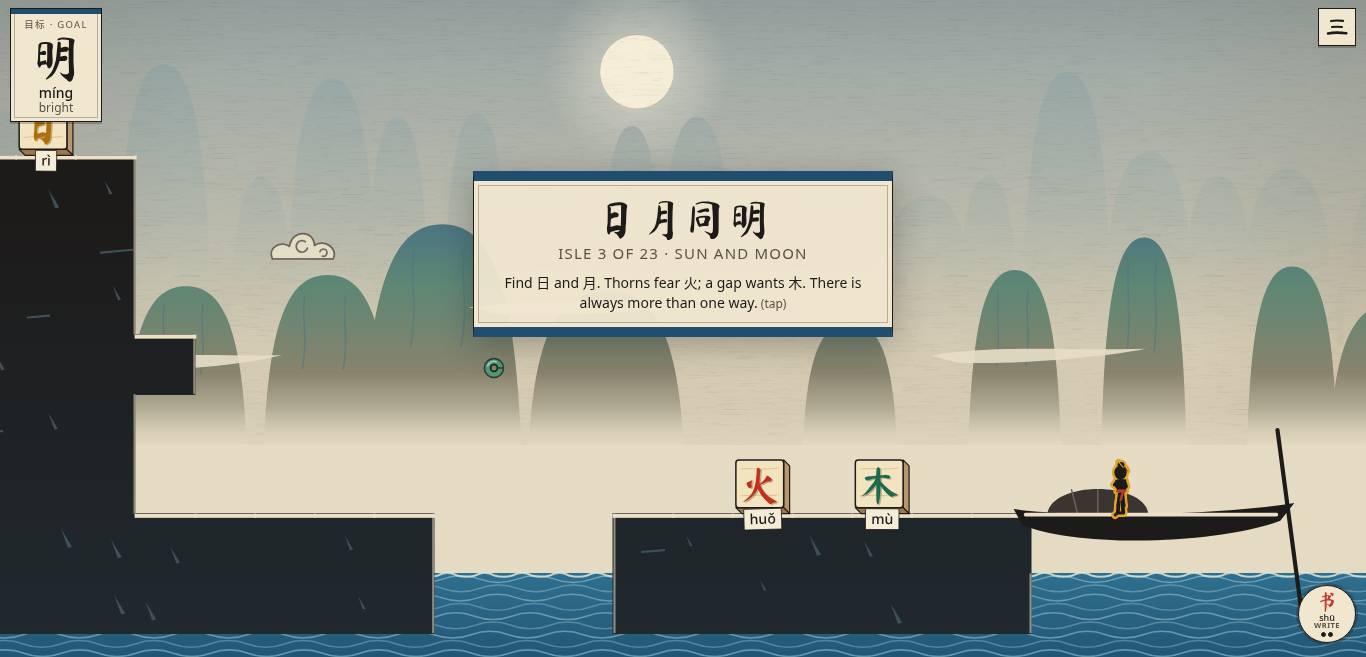 目标 · GOAL
明
míng
bright
日
rì
三
日月同明
ISLE 3 OF 23 · SUN AND MOON
Find 日 and 月. Thorns fear 火; a gap wants 木. There is
always more than one way. (tap)
火
huǒ
木
mù
书
shū
WRITE